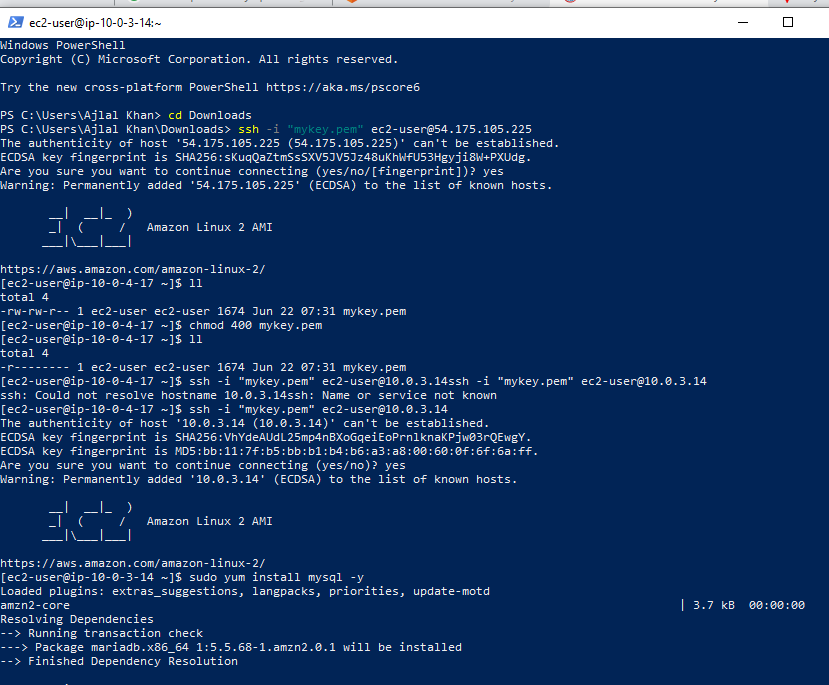 ec2-user@ip-10-0-3-14:~
Windows PowerShell
Copyright (C) Microsoft Corporation. All rights reserved.
Try the new cross-platform PowerShell https://aka.ms/pscore6
PS C:\Users\Ajlal Khan> cd Downloads
PS C:\Users\Ajlal Khan\Downloads> ssh -i "mykey.pem" ec2-user@54.175.105.225
The authenticity of host '54.175.105.225 (54.175.105.225)' can't be established.
ECDSA key fingerprint is SHA256:sKuqQaZtmSsSXV5JV5Jz48uKhWfU53Hgyji8W+PXUdg.
Are you sure you want to continue connecting (yes/no/[fingerprint])? yes
Warning: Permanently added '54.175.105.225' (ECDSA) to the list of known hosts.
       __|  __|_  )
       _|  (     /   Amazon Linux 2 AMI
      ___|\___|___|
https://aws.amazon.com/amazon-linux-2/
[ec2-user@ip-10-0-4-17 ~]$ ll
total 4
-rw-rw-r-- 1 ec2-user ec2-user 1674 Jun 22 07:31 mykey.pem
[ec2-user@ip-10-0-4-17 ~]$ chmod 400 mykey.pem
[ec2-user@ip-10-0-4-17 ~]$ ll
total 4
-r-------- 1 ec2-user ec2-user 1674 Jun 22 07:31 mykey.pem
[ec2-user@ip-10-0-4-17 ~]$ ssh -i "mykey.pem" ec2-user@10.0.3.14ssh -i "mykey.pem" ec2-user@10.0.3.14
ssh: Could not resolve hostname 10.0.3.14ssh: Name or service not known
[ec2-user@ip-10-0-4-17 ~]$ ssh -i "mykey.pem" ec2-user@10.0.3.14
The authenticity of host '10.0.3.14 (10.0.3.14)' can't be established.
ECDSA key fingerprint is SHA256:VhYdeAUdL25mp4nBXoGqeiEoPrnlknaKPjw03rQEwgY.
ECDSA key fingerprint is MD5:bb:11:7f:b5:bb:b1:b4:b6:a3:a8:00:60:0f:6f:6a:ff.
Are you sure you want to continue connecting (yes/no)? yes
Warning: Permanently added '10.0.3.14' (ECDSA) to the list of known hosts.
       __|  __|_  )
       _|  (     /   Amazon Linux 2 AMI
      ___|\___|___|
https://aws.amazon.com/amazon-linux-2/
[ec2-user@ip-10-0-3-14 ~]$ sudo yum install mysql -y
Loaded plugins: extras_suggestions, langpacks, priorities, update-motd
amzn2-core | 3.7 kB 00:00:00
Resolving Dependencies
--> Running transaction check
---> Package mariadb.x86_64 1:5.5.68-1.amzn2.0.1 will be installed
--> Finished Dependency Resolution